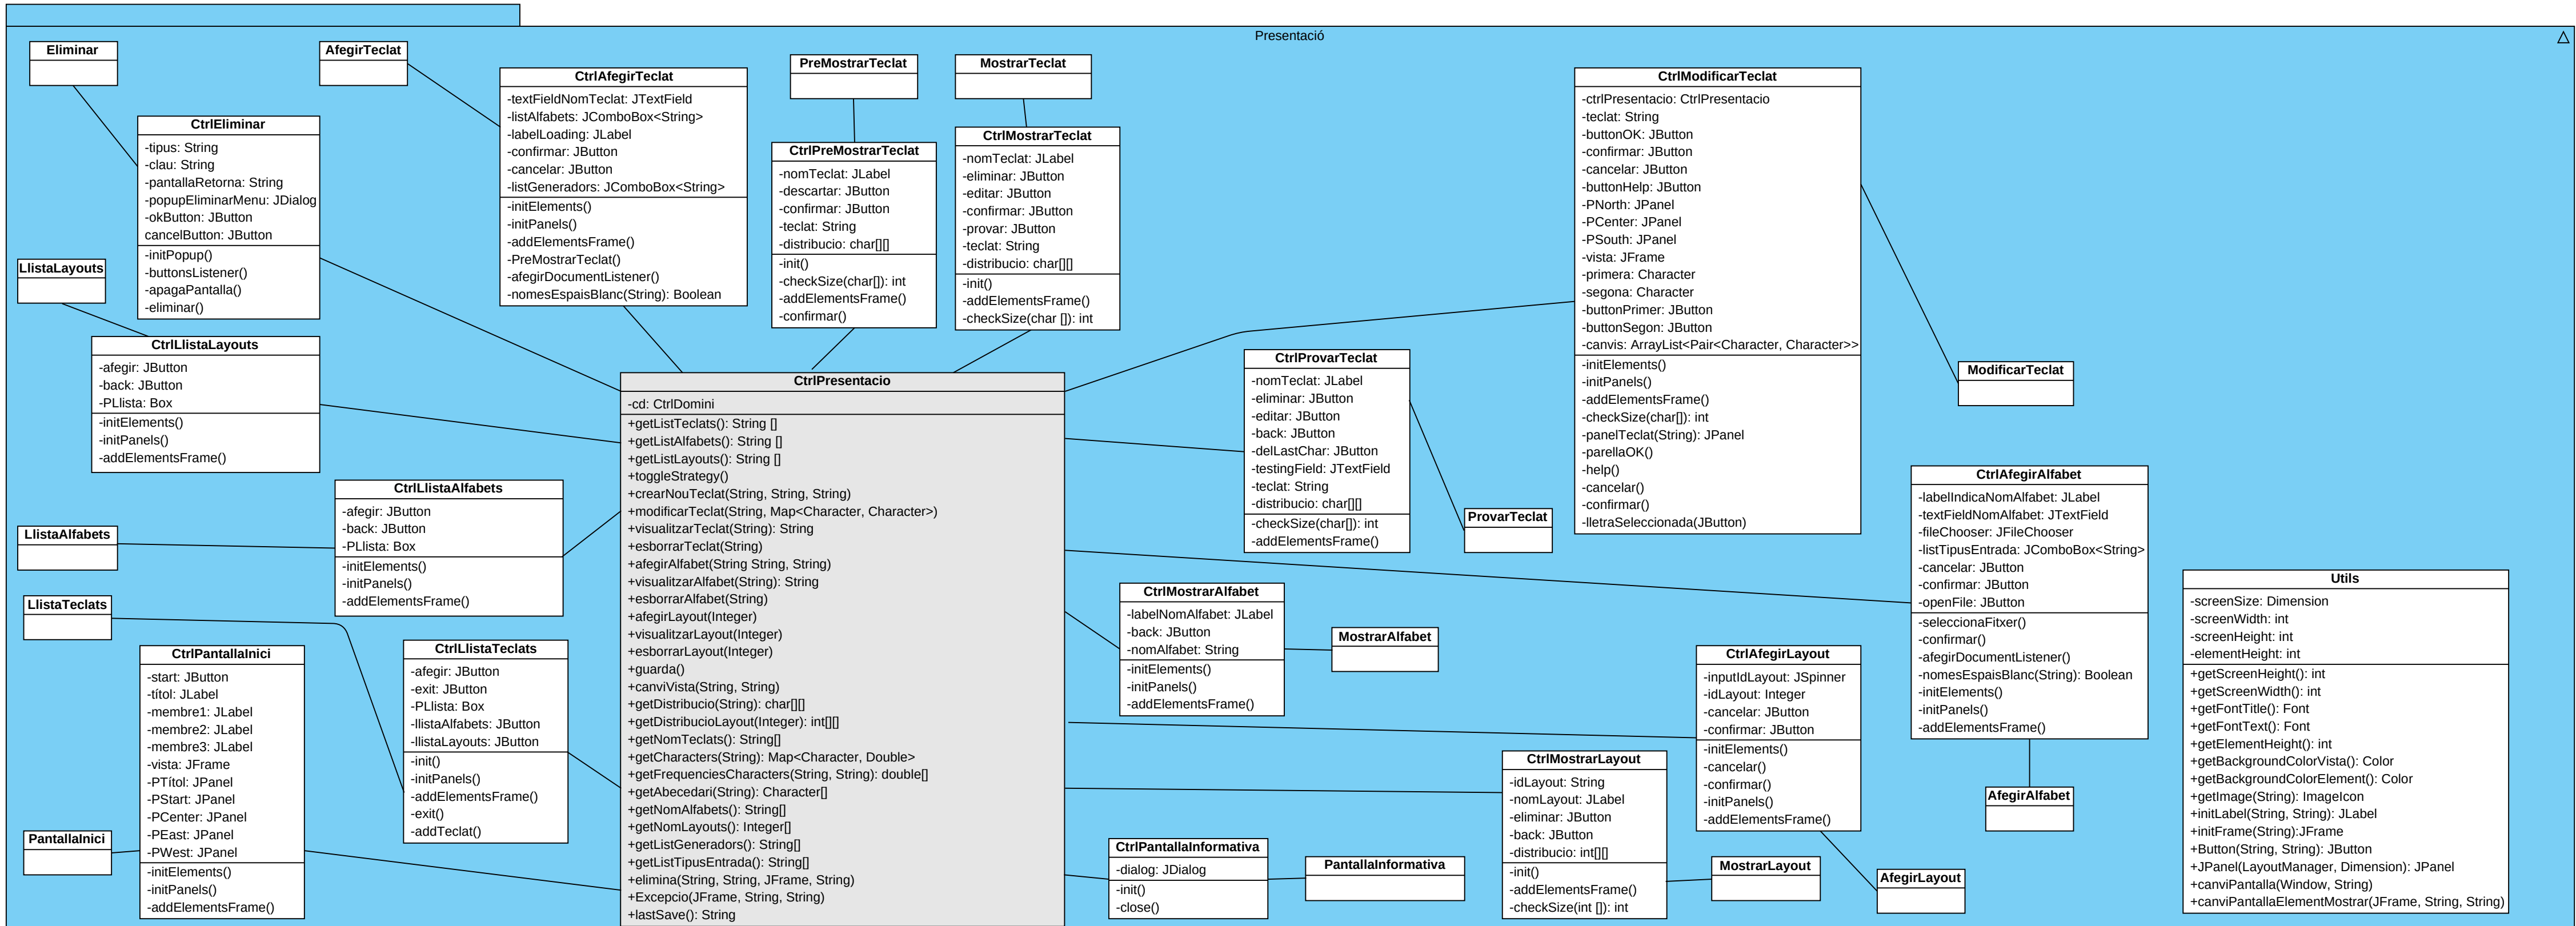 Presentació
Eliminar
AfegirTeclat
CtrlAfegirTeclat
-textFieldNomTeclat: JTextField
-listAlfabets: JComboBox<String>
-labelLoading: JLabel
-confirmar: JButton
-cancelar: JButton
-listGeneradors: JComboBox<String>
-initElements()
-initPanels()
-addElementsFrame()
-PreMostrarTeclat()
-afegirDocumentListener()
-nomesEspaisBlanc(String): Boolean
PreMostrarTeclat
MostrarTeclat
CtrlEliminar
-tipus: String
-clau: String
-pantallaRetorna: String
-popupEliminarMenu: JDialog
-okButton: JButton
cancelButton: JButton
-initPopup()
-buttonsListener()
-apagaPantalla()
-eliminar()
CtrlPreMostrarTeclat
-nomTeclat: JLabel
-descartar: JButton
-confirmar: JButton
-teclat: String
-distribucio: char[][]
-init()
-checkSize(char[]): int
-addElementsFrame()
-confirmar()
CtrlMostrarTeclat
-nomTeclat: JLabel
-eliminar: JButton
-editar: JButton
-confirmar: JButton
-provar: JButton
-teclat: String
-distribucio: char[][]
-init()
-addElementsFrame()
-checkSize(char []): int
CtrlModificarTeclat
-ctrlPresentacio: CtrlPresentacio
-teclat: String
-buttonOK: JButton
-confirmar: JButton
-cancelar: JButton
-buttonHelp: JButton
-PNorth: JPanel
-PCenter: JPanel
-PSouth: JPanel
-vista: JFrame
-primera: Character
-segona: Character
-buttonPrimer: JButton
-buttonSegon: JButton
-canvis: ArrayList<Pair<Character, Character>>
-initElements()
-initPanels()
-addElementsFrame()
-checkSize(char[]): int
-panelTeclat(String): JPanel
-parellaOK()
-help()
-cancelar()
-confirmar()
-lletraSeleccionada(JButton)
ModificarTeclat
LlistaLayouts
CtrlLlistaLayouts
-afegir: JButton
-back: JButton
-PLlista: Box
-initElements()
-initPanels()
-addElementsFrame()
CtrlPresentacio
-cd: CtrlDomini
+getListTeclats(): String []
+getListAlfabets(): String []
+getListLayouts(): String []
+toggleStrategy()
+crearNouTeclat(String, String, String)
+modificarTeclat(String, Map<Character, Character>)
+visualitzarTeclat(String): String
+esborrarTeclat(String)
+afegirAlfabet(String String, String)
+visualitzarAlfabet(String): String
+esborrarAlfabet(String)
+afegirLayout(Integer)
+visualitzarLayout(Integer)
+esborrarLayout(Integer)
+guarda()
+canviVista(String, String)
+getDistribucio(String): char[][]
+getDistribucioLayout(Integer): int[][]
+getNomTeclats(): String[]
+getCharacters(String): Map<Character, Double>
+getFrequenciesCharacters(String, String): double[]
+getAbecedari(String): Character[]
+getNomAlfabets(): String[]
+getNomLayouts(): Integer[]
+getListGeneradors(): String[]
+getListTipusEntrada(): String[]
+elimina(String, String, JFrame, String)
+Excepcio(JFrame, String, String)
+lastSave(): String
CtrlProvarTeclat
-nomTeclat: JLabel
-eliminar: JButton
-editar: JButton
-back: JButton
-delLastChar: JButton
-testingField: JTextField
-teclat: String
-distribucio: char[][]
-checkSize(char[]): int
-addElementsFrame()
ProvarTeclat
CtrlAfegirAlfabet
-labelIndicaNomAlfabet: JLabel
-textFieldNomAlfabet: JTextField
-fileChooser: JFileChooser
-listTipusEntrada: JComboBox<String>
-cancelar: JButton
-confirmar: JButton
-openFile: JButton
-seleccionaFitxer()
-confirmar()
-afegirDocumentListener()
-nomesEspaisBlanc(String): Boolean
-initElements()
-initPanels()
-addElementsFrame()
AfegirAlfabet
LlistaAlfabets
CtrlLlistaAlfabets
-afegir: JButton
-back: JButton
-PLlista: Box
-initElements()
-initPanels()
-addElementsFrame()
LlistaTeclats
CtrlLlistaTeclats
-afegir: JButton
-exit: JButton
-PLlista: Box
-llistaAlfabets: JButton
-llistaLayouts: JButton
-init()
-initPanels()
-addElementsFrame()
-exit()
-addTeclat()
CtrlPantallaInici
-start: JButton
-títol: JLabel
-membre1: JLabel
-membre2: JLabel
-membre3: JLabel
-vista: JFrame
-PTítol: JPanel
-PStart: JPanel
-PCenter: JPanel
-PEast: JPanel
-PWest: JPanel
-initElements()
-initPanels()
-addElementsFrame()
PantallaInici
CtrlMostrarAlfabet
-labelNomAlfabet: JLabel
-back: JButton
-nomAlfabet: String
-initElements()
-initPanels()
-addElementsFrame()
MostrarAlfabet
CtrlAfegirLayout
-inputIdLayout: JSpinner
-idLayout: Integer
-cancelar: JButton
-confirmar: JButton
-initElements()
-cancelar()
-confirmar()
-initPanels()
-addElementsFrame()
AfegirLayout
CtrlMostrarLayout
-idLayout: String
-nomLayout: JLabel
-eliminar: JButton
-back: JButton
-distribucio: int[][]
-init()
-addElementsFrame()
-checkSize(int []): int
MostrarLayout
CtrlPantallaInformativa
-dialog: JDialog
-init()
-close()
PantallaInformativa
Utils
-screenSize: Dimension
-screenWidth: int
-screenHeight: int
-elementHeight: int
+getScreenHeight(): int
+getScreenWidth(): int
+getFontTitle(): Font
+getFontText(): Font
+getElementHeight(): int
+getBackgroundColorVista(): Color
+getBackgroundColorElement(): Color
+getImage(String): ImageIcon
+initLabel(String, String): JLabel
+initFrame(String):JFrame
+Button(String, String): JButton
+JPanel(LayoutManager, Dimension): JPanel
+canviPantalla(Window, String)
+canviPantallaElementMostrar(JFrame, String, String)